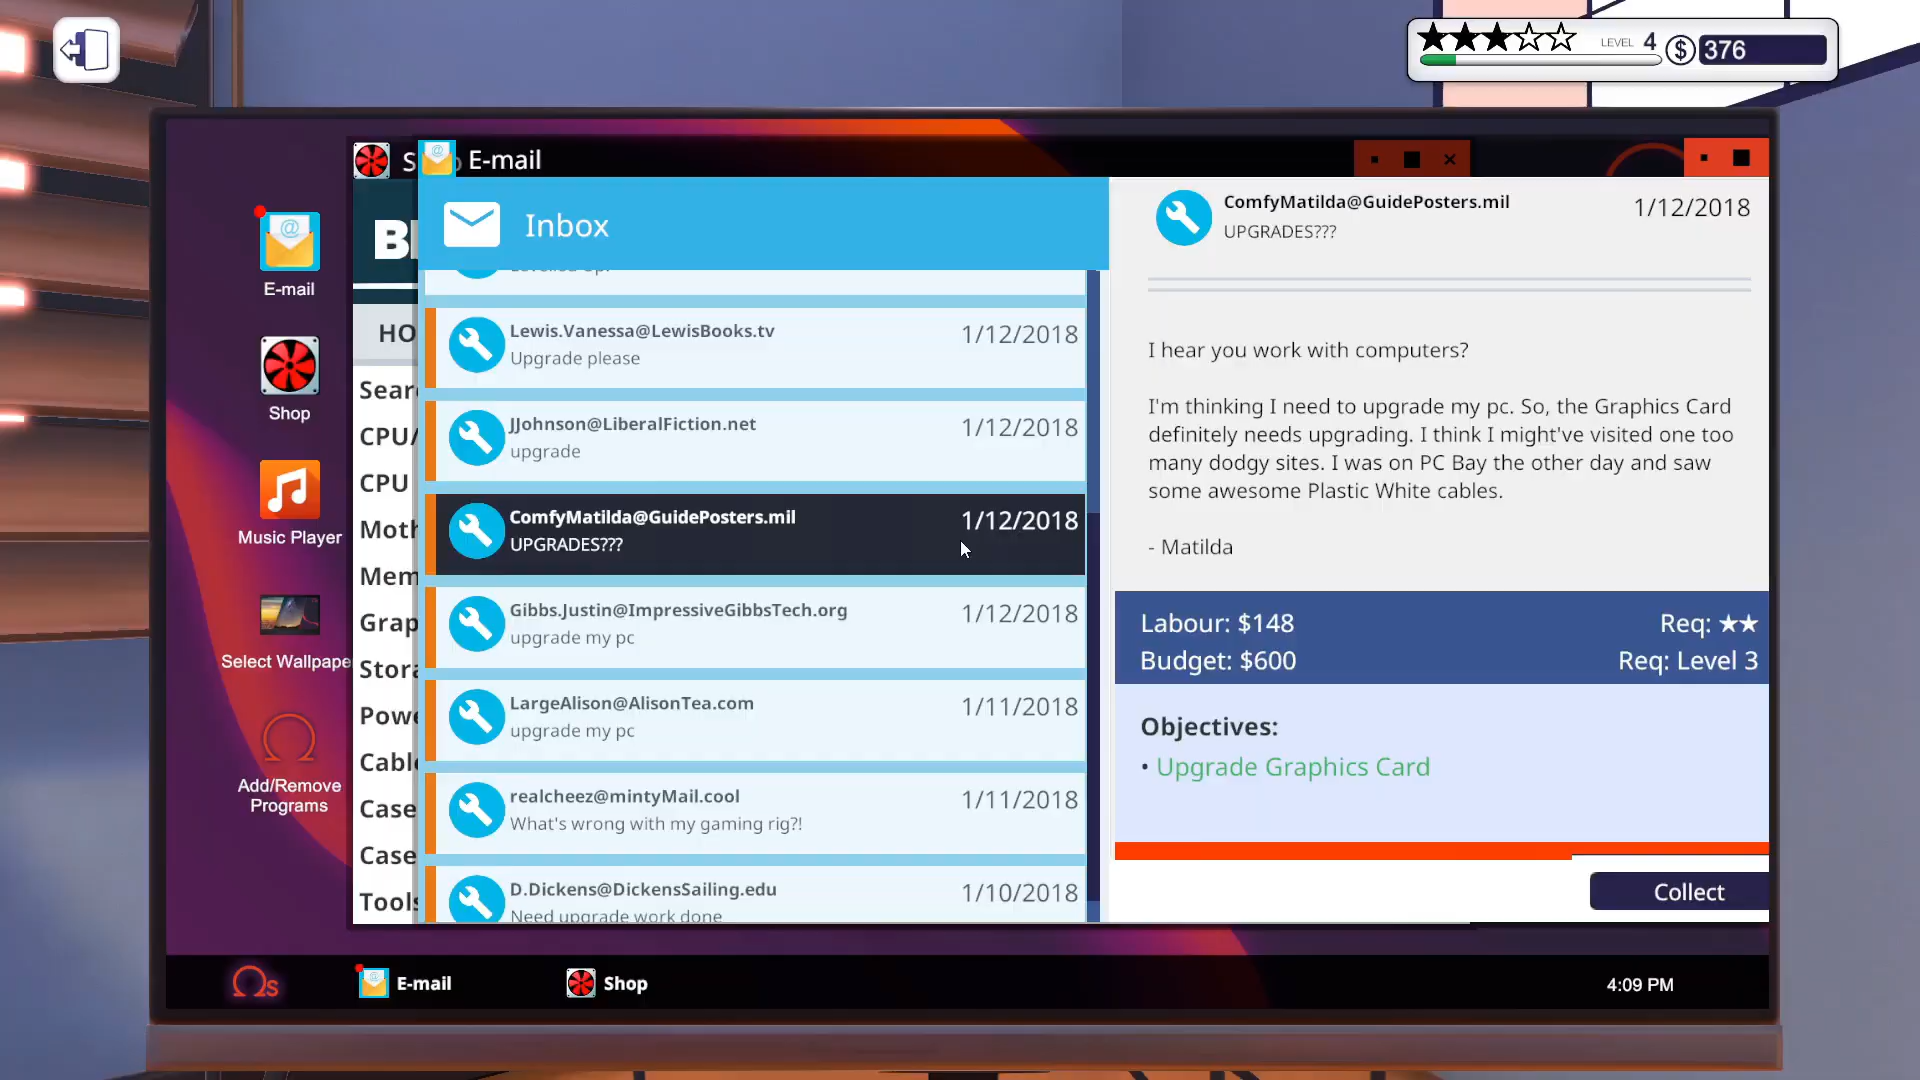 LEVEL 4
$ 376
E-mail
E-mail
Shop
Music Player
Select Wallpape
Add/Remove
Programs
S
HO
Sear
CPU/
CPU
Moth
Mem
Grap
Stora
Powe
Cable
Case
Case
Tools
Inbox
Lewis.Vanessa@LewisBooks.tv 1/12/2018
Upgrade please
JJohnson@LiberalFiction.net 1/12/2018
upgrade
ComfyMatilda@GuidePosters.mil 1/12/2018
UPGRADES???
Gibbs.Justin@ImpressiveGibbsTech.org 1/12/2018
upgrade my pc
LargeAlison@AlisonTea.com 1/11/2018
upgrade my pc
realcheez@mintyMail.cool 1/11/2018
What's wrong with my gaming rig?!
D.Dickens@DickensSailing.edu 1/10/2018
Need upgrade work done
ComfyMatilda@GuidePosters.mil 1/12/2018
UPGRADES???
I hear you work with computers?
I'm thinking I need to upgrade my pc. So, the Graphics Card
definitely needs upgrading. I think I might've visited one too
many dodgy sites. I was on PC Bay the other day and saw
some awesome Plastic White cables.
- Matilda
Labour: $148 Req: ★★
Budget: $600 Req: Level 3
Objectives:
• Upgrade Graphics Card
Collect
Ωs
E-mail
Shop
4:09 PM